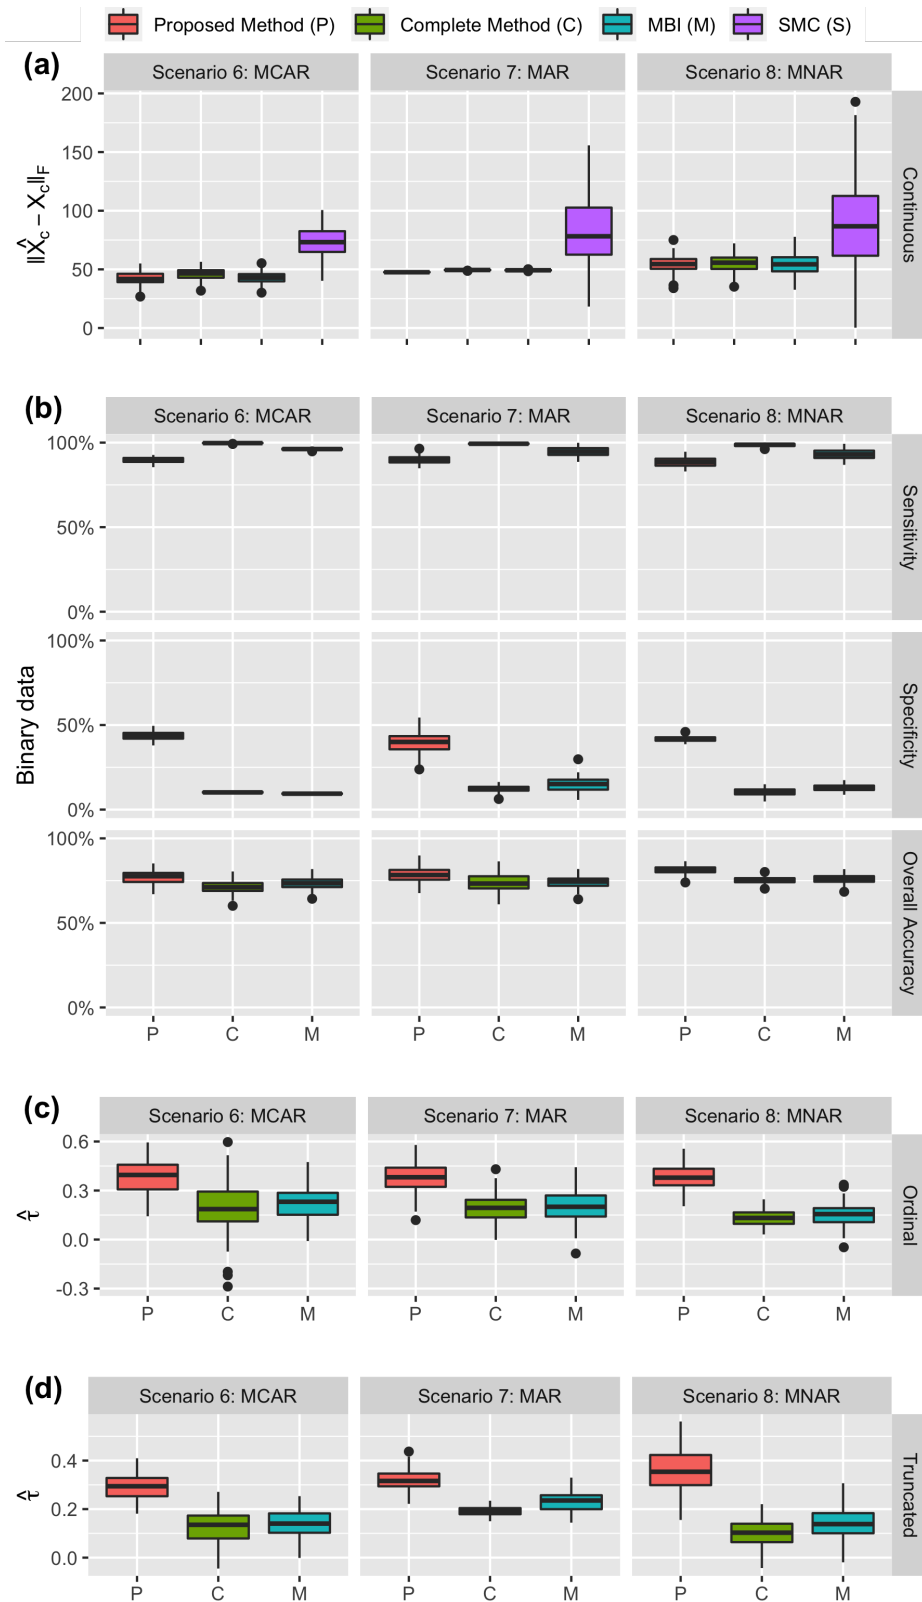 Proposed Method (P) Complete Method (C) MBI (M) SMC (S)
(a)
Scenario 6: MCAR Scenario 7: MAR Scenario 8: MNAR
200
150
100
50
0
||X̂c − Xc||F
Continuous
(b)
Scenario 6: MCAR Scenario 7: MAR Scenario 8: MNAR
100%
50%
0%
Sensitivity
100%
50%
0%
Specificity
Binary data
100%
50%
0%
Overall Accuracy
P C M P C M P C M
(c)
Scenario 6: MCAR Scenario 7: MAR Scenario 8: MNAR
0.6
0.3
0.0
-0.3
τ̂
Ordinal
P C M P C M P C M
(d)
Scenario 6: MCAR Scenario 7: MAR Scenario 8: MNAR
0.4
0.2
0.0
τ̂
Truncated
P C M P C M P C M